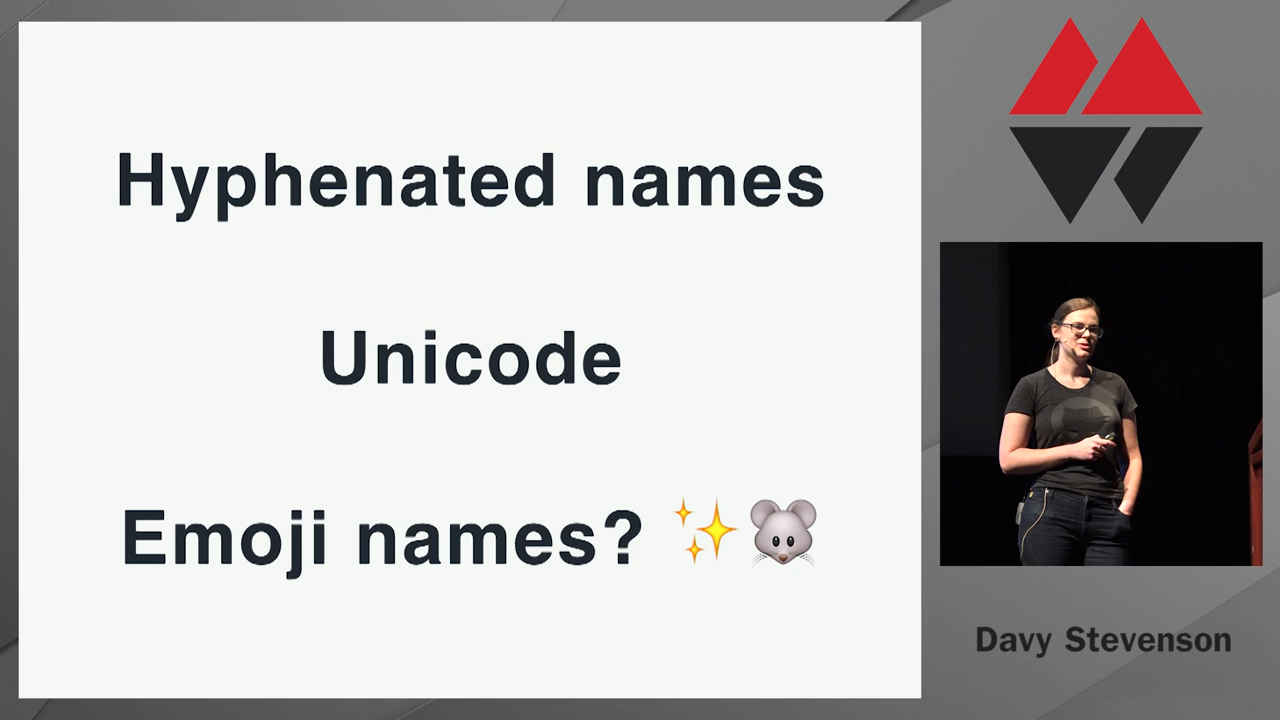 Hyphenated names
Unicode
Emoji names? ✨🐭
Davy Stevenson